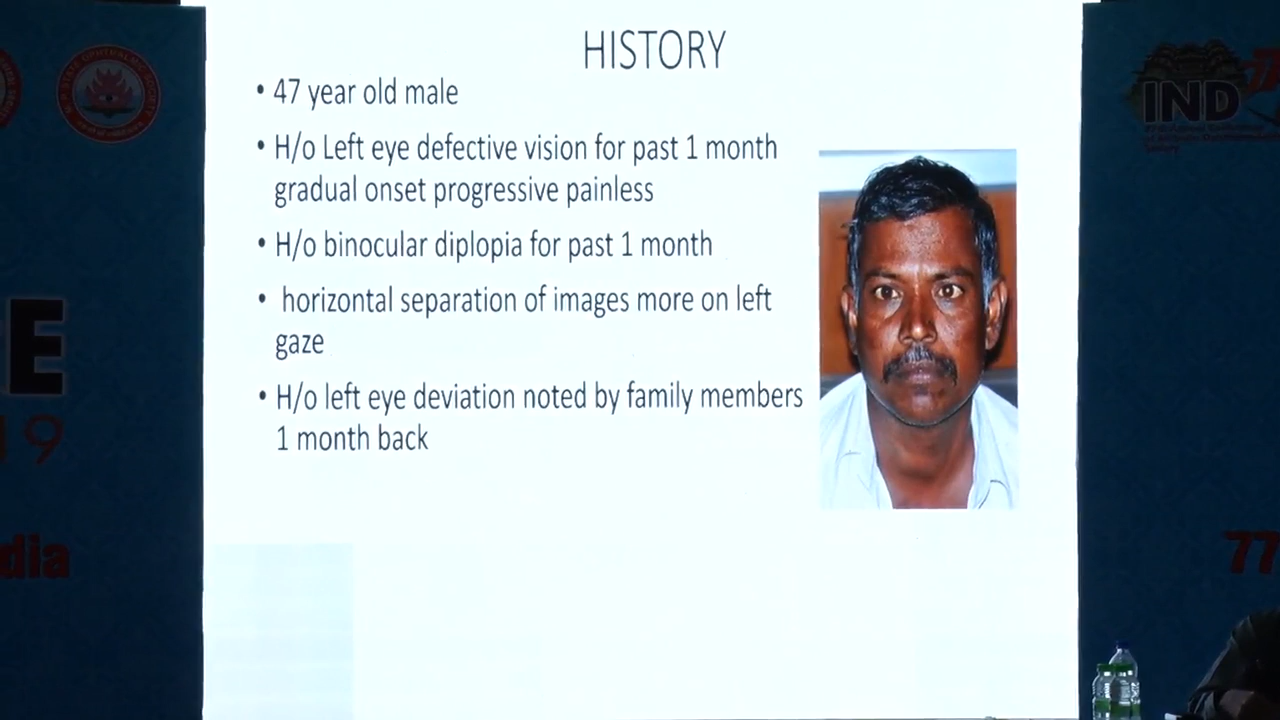 HISTORY
• 47 year old male
• H/o Left eye defective vision for past 1 month
gradual onset progressive painless
• H/o binocular diplopia for past 1 month
• horizontal separation of images more on left
gaze
• H/o left eye deviation noted by family members
1 month back
IND
E
19
dia
77